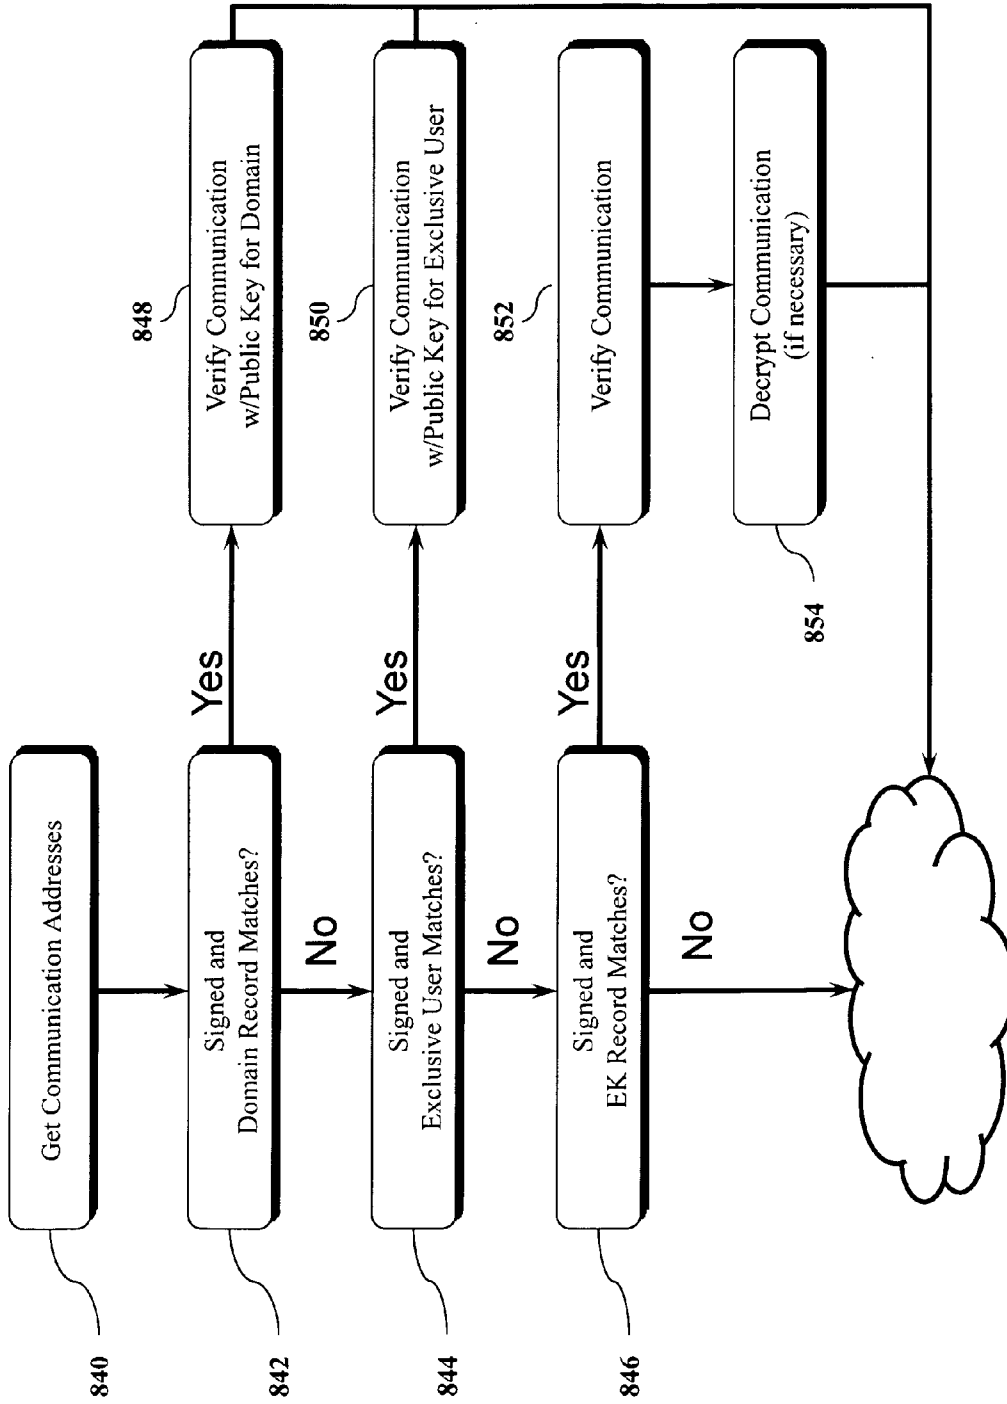 840
Get Communication Addresses
842
Signed and
Domain Record Matches?
Yes
848
Verify Communication
w/Public Key for Domain
No
844
Signed and
Exclusive User Matches?
Yes
850
Verify Communication
w/Public Key for Exclusive User
No
846
Signed and
EK Record Matches?
Yes
852
Verify Communication
No
854
Decrypt Communication
(if necessary)